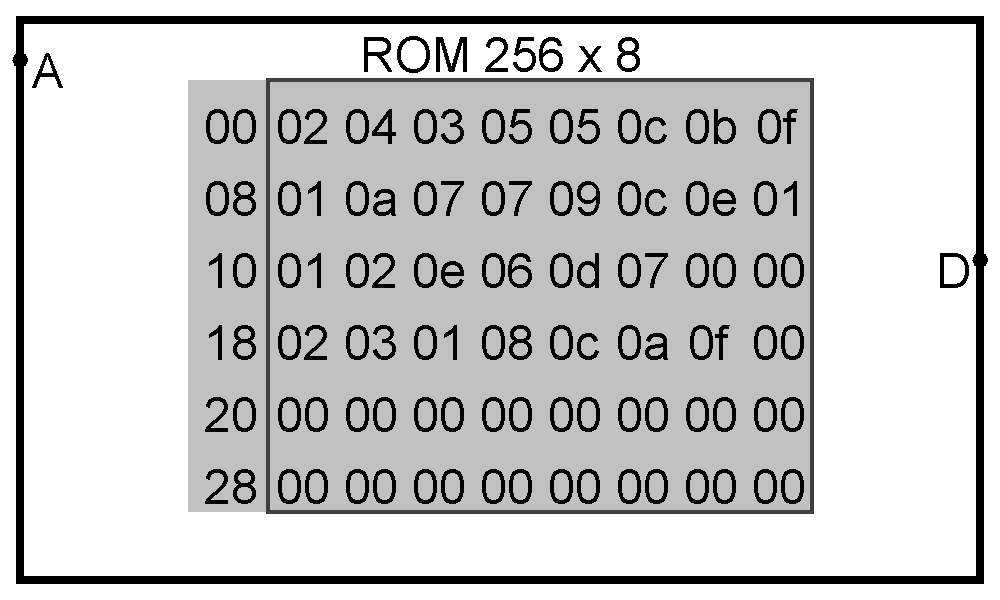 ROM 256 x 8
A
00 02 04 03 05 05 0c 0b 0f
08 01 0a 07 07 09 0c 0e 01
10 01 02 0e 06 0d 07 00 00
D
18 02 03 01 08 0c 0a 0f 00
20 00 00 00 00 00 00 00 00
28 00 00 00 00 00 00 00 00